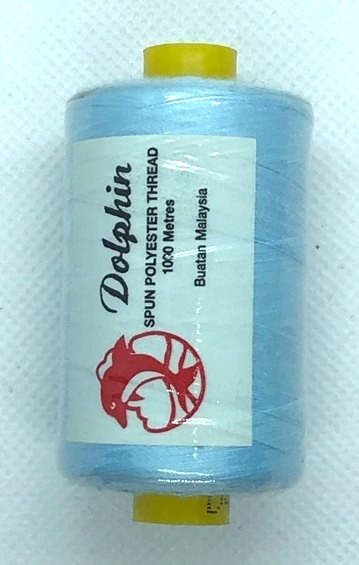 Dolphin
SPUN POLYESTER THREAD
1000 Metres
Buatan Malaysia